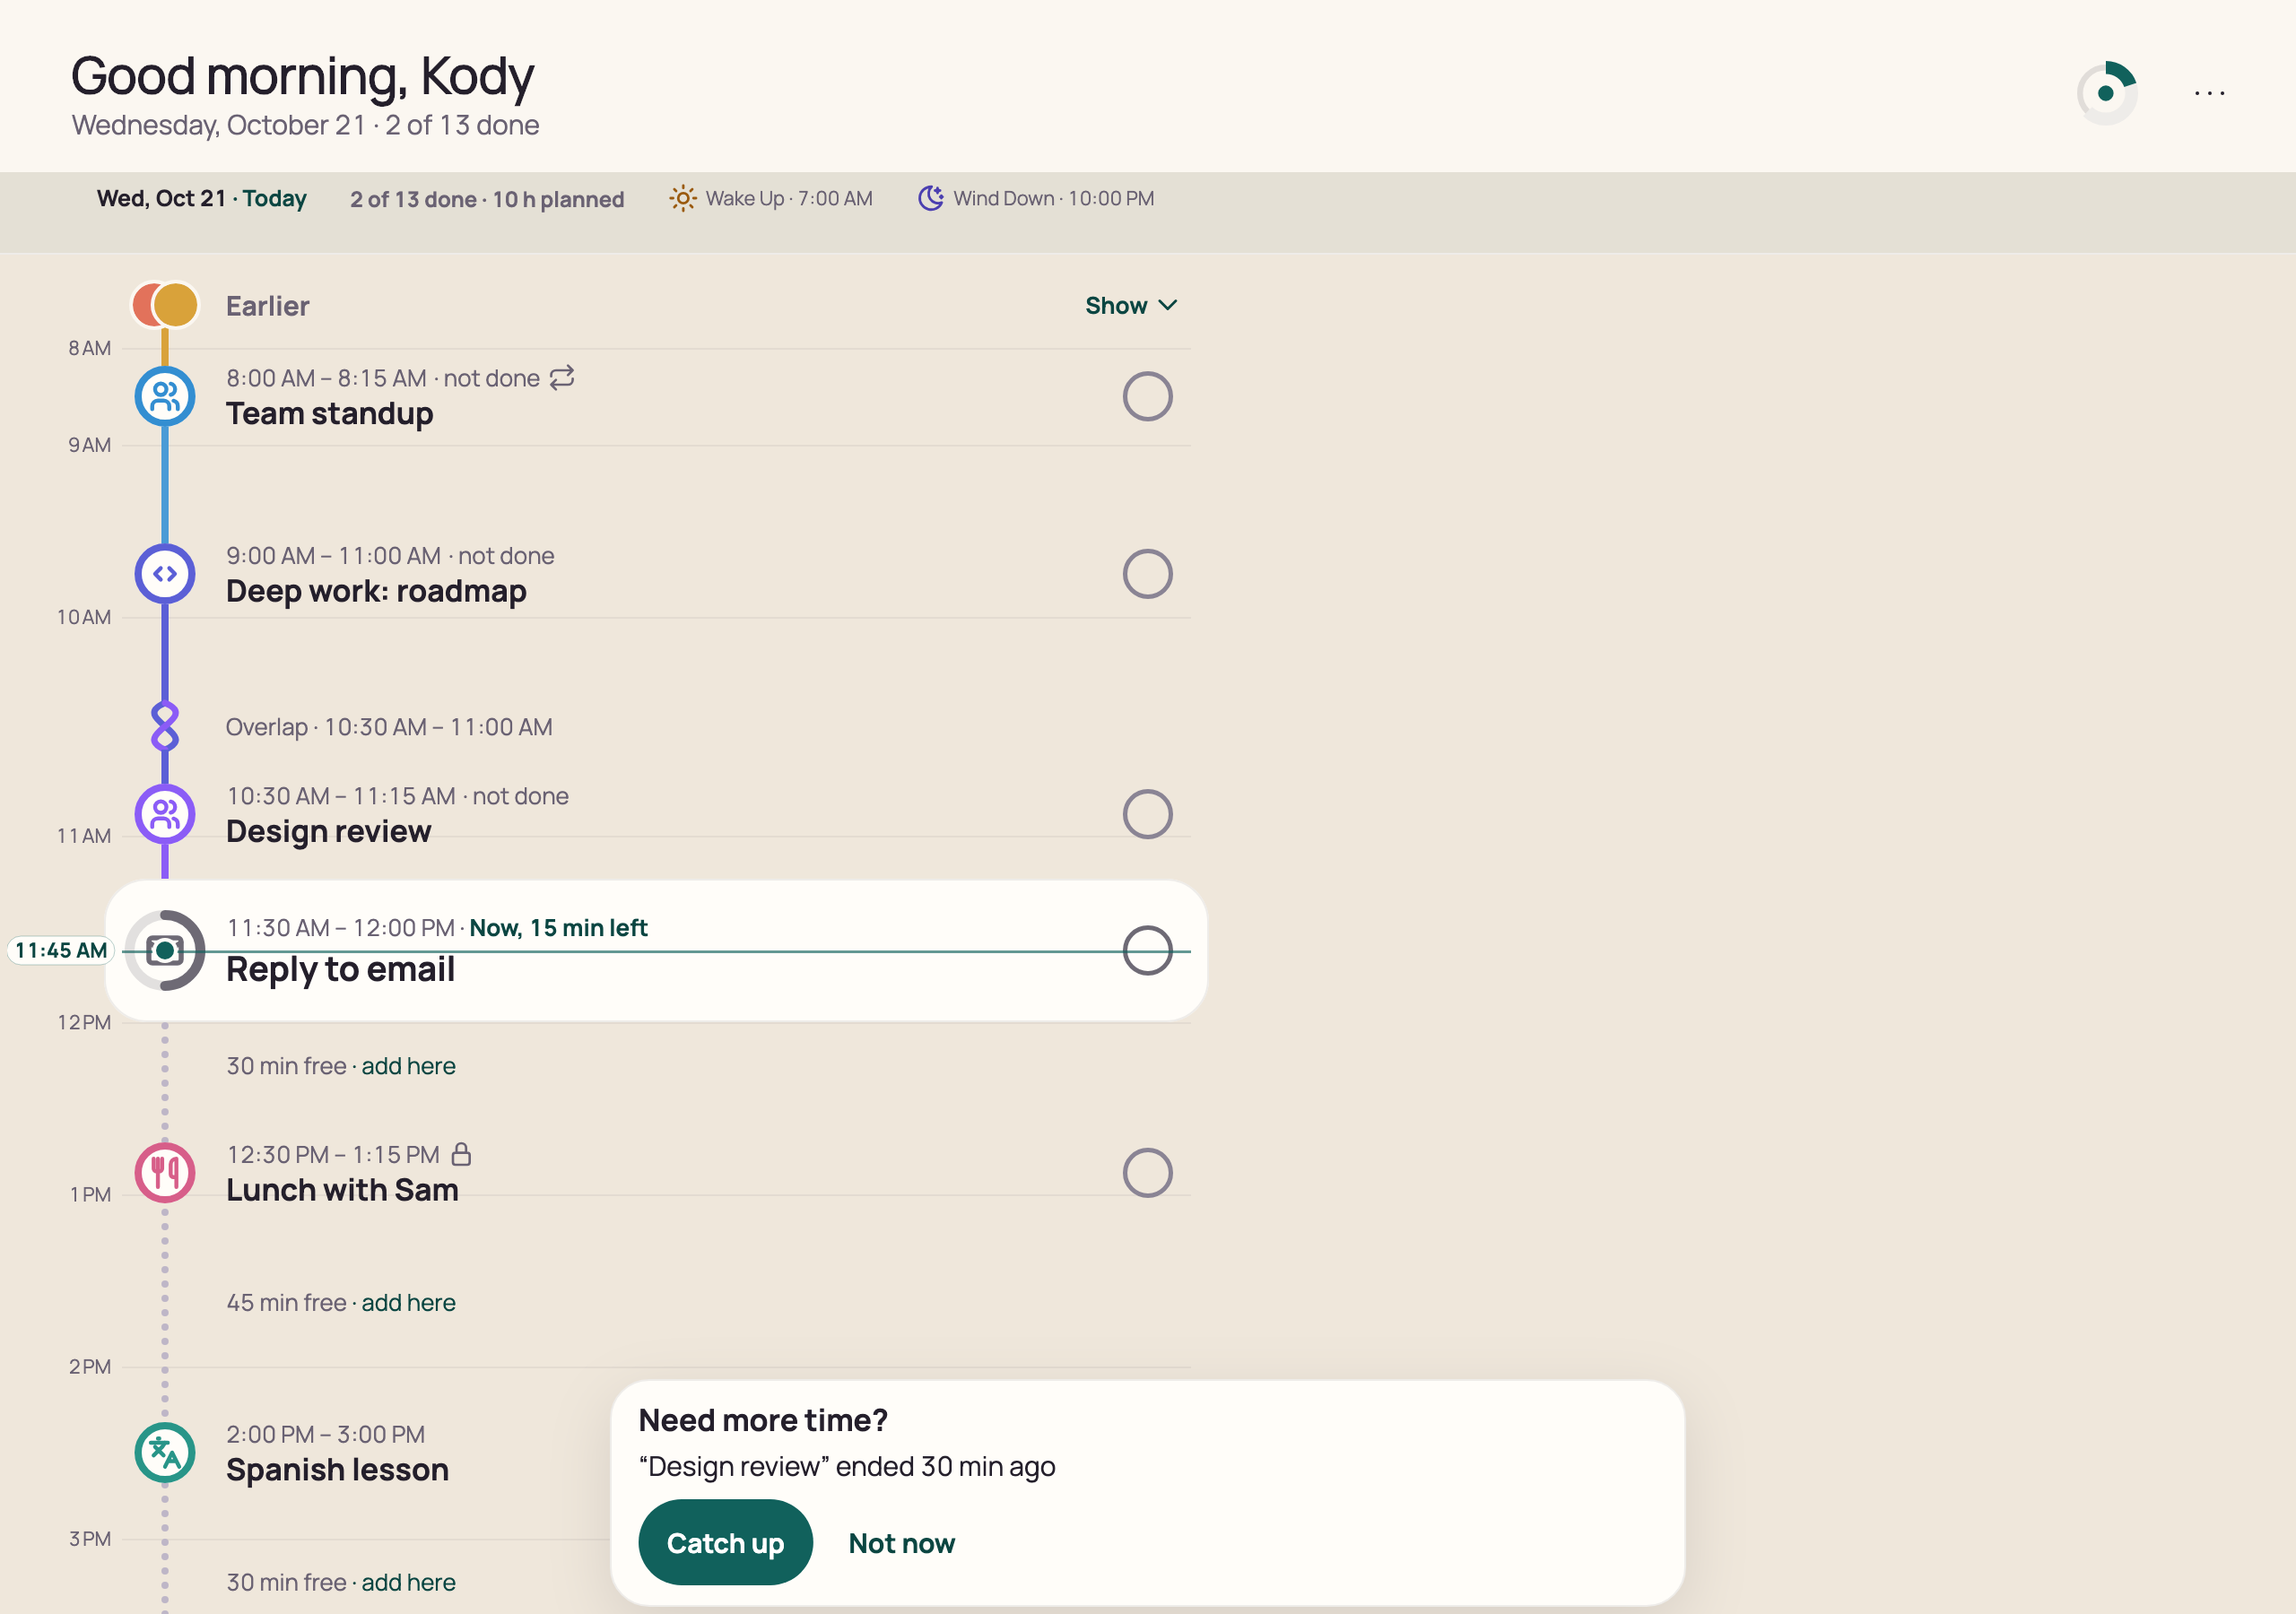 Good morning, Kody
Wednesday, October 21 · 2 of 13 done
...
Wed, Oct 21 · Today
2 of 13 done · 10 h planned
Wake Up · 7:00 AM
Wind Down · 10:00 PM
Earlier
Show
8 AM
8:00 AM – 8:15 AM · not done
Team standup
9 AM
9:00 AM – 11:00 AM · not done
Deep work: roadmap
10 AM
Overlap · 10:30 AM – 11:00 AM
10:30 AM – 11:15 AM · not done
Design review
11 AM
11:30 AM – 12:00 PM · Now, 15 min left
11:45 AM
Reply to email
12 PM
30 min free · add here
12:30 PM – 1:15 PM
Lunch with Sam
1 PM
45 min free · add here
2 PM
2:00 PM – 3:00 PM
Spanish lesson
3 PM
30 min free · add here
Need more time?
“Design review” ended 30 min ago
Catch up
Not now